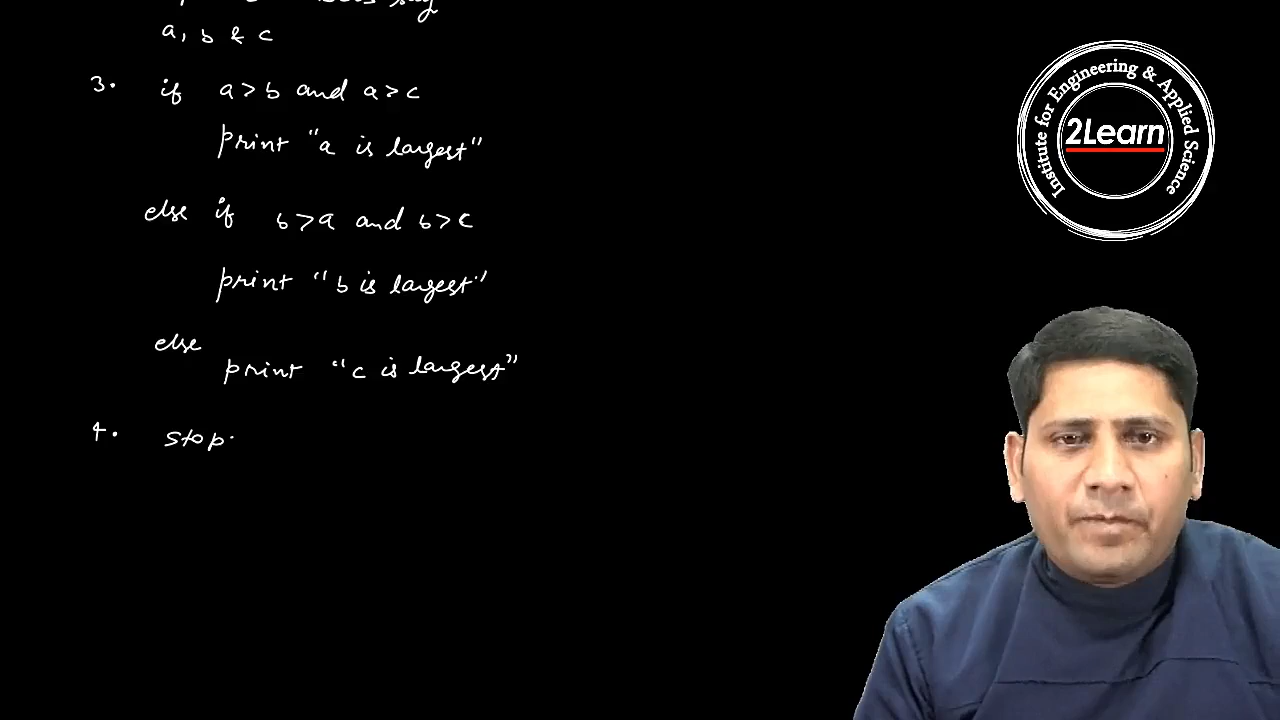 a, b & c
3. if a > b and a > c
print "a is largest"
else if b > a and b > c
print "b is largest"
else
print "c is largest"
4. stop.
Institute for Engineering & Applied Science
2Learn